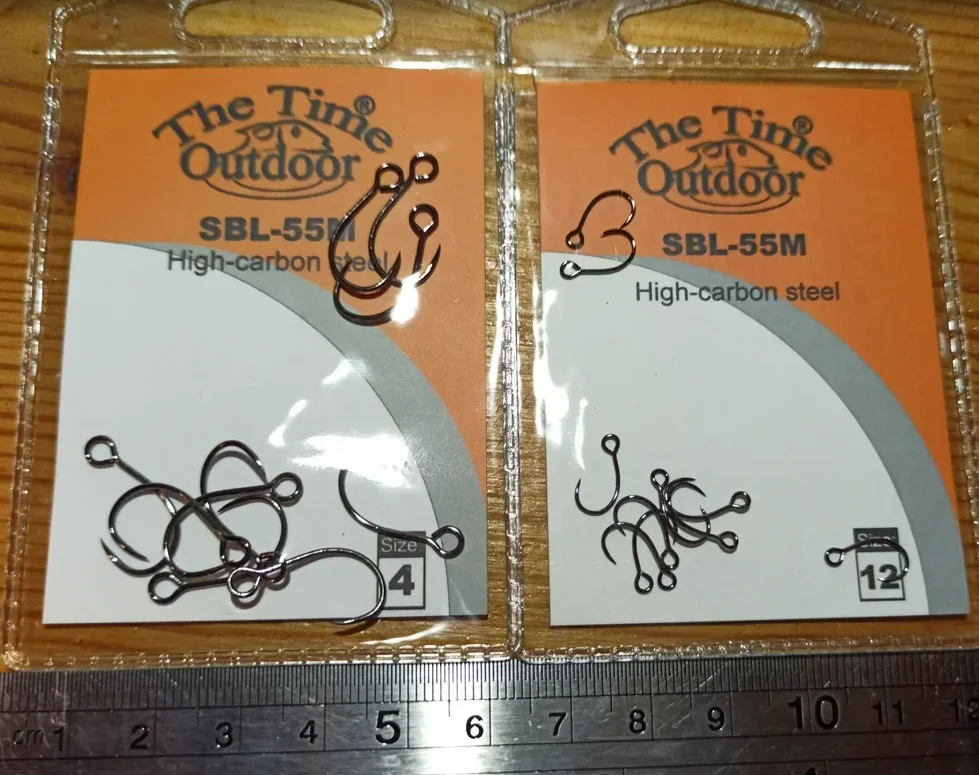 The Time®
Outdoor
SBL-55M
High-carbon steel
Size:
4
The Time®
Outdoor
SBL-55M
High-carbon steel
Size:
12
cm 1 2 3 4 5 6 7 8 9 10 11